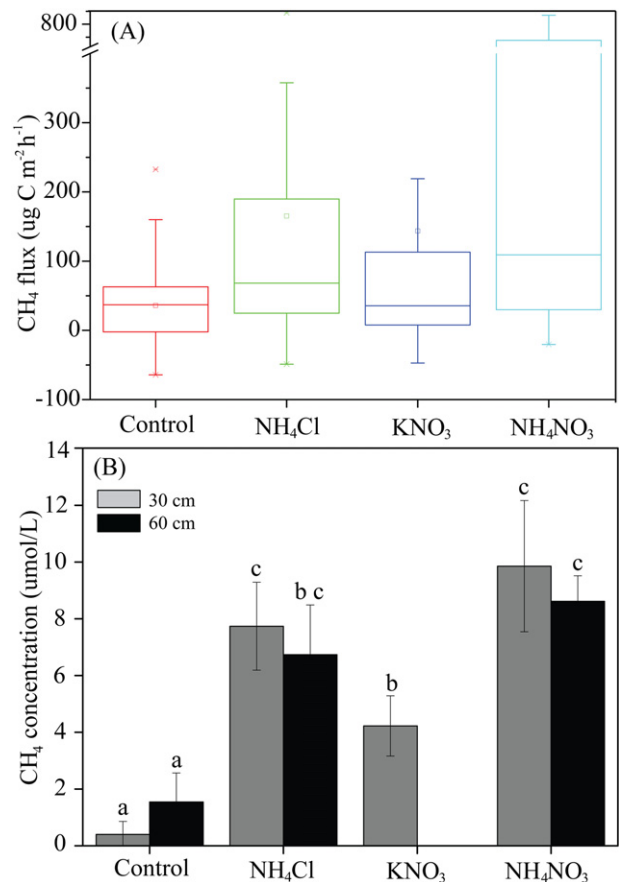 (A)
CH₄ flux (ug C m⁻²h⁻¹)
800
300
200
100
0
-100
Control NH₄Cl KNO₃ NH₄NO₃
(B)
30 cm
60 cm
CH₄ concentration (umol/L)
14
12
10
8
6
4
2
0
a a c b c b c c
Control NH₄Cl KNO₃ NH₄NO₃